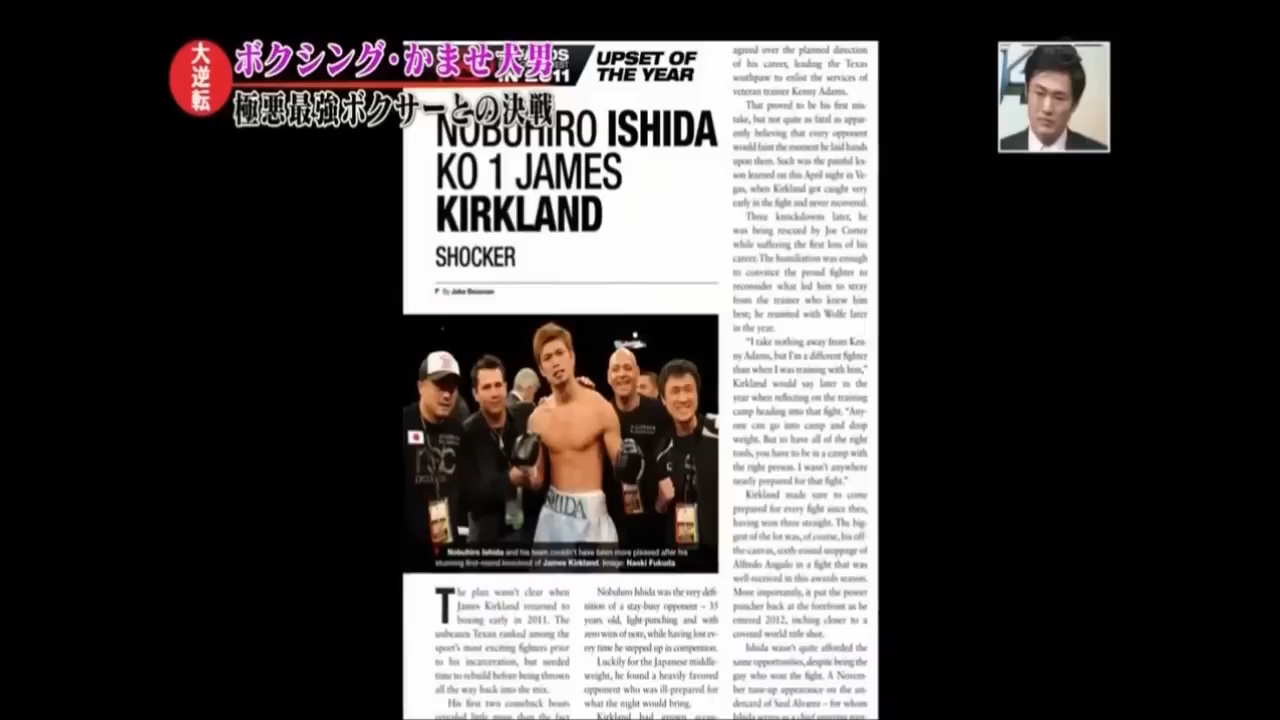 大逆転
ボクシング・かませ犬男
極悪最強ボクサーとの決戦
IN 2011
UPSET OF
THE YEAR
NOBUHIRO ISHIDA
KO 1 JAMES
KIRKLAND
SHOCKER
By Jake Donovan
ISHIDA
Nobuhiro Ishida and his team couldn't have been more pleased after his
stunning first-round knockout of James Kirkland. Image: Naoki Fukuda
The plan wasn't clear when
James Kirkland returned to
boxing early in 2011. The
unbeaten Texan ranked among the
sport's most exciting fighters prior
to his incarceration, but needed
time to rebuild before being thrown
all the way back into the mix.
His first two comeback bouts
revealed little more than the fact
Nobuhiro Ishida was the very defi-
nition of a stay-busy opponent – 35
years old, light-punching and with
zero wins of note, while having lost ev-
ery time he stepped up in competition.
Luckily for the Japanese middle-
weight, he found a heavily favored
opponent who was ill-prepared for
what the night would bring.
Kirkland had grown
agreed over the planned direction
of his career, leading the Texas
southpaw to enlist the services of
veteran trainer Kenny Adams.
That proved to be his first mis-
take, but not quite as fatal as appar-
ently believing that every opponent
would faint the moment he laid hands
upon them. Such was the painful les-
son learned on this April night in Ve-
gas, when Kirkland got caught very
early in the fight and never recovered.
Three knockdowns later, he
was being rescued by Joe Cortez
while suffering the first loss of his
career. The humiliation was enough
to convince the proud fighter to
reconsider what led him to stray
from the trainer who knew him
best; he reunited with Wolfe later
in the year.
"I take nothing away from Ken-
ny Adams, but I'm a different fighter
than when I was training with him,"
Kirkland would say later in the
year when reflecting on the training
camp heading into that fight. "Any-
one can go into camp and drop
weight. But to have all of the right
tools, you have to be in a camp with
the right person. I wasn't anywhere
nearly prepared for that fight."
Kirkland made sure to come
prepared for every fight since then,
having won three straight. The big-
gest of the lot was, of course, his off-
the-canvas, sixth-round stoppage of
Alfredo Angulo in a fight that was
well-received in this awards season.
More importantly, it put the power
puncher back at the forefront as he
entered 2012, inching closer to a
coveted world title shot.
Ishida wasn't quite afforded the
same opportunities, despite being the
guy who won the fight. A Novem-
ber tune-up appearance on the un-
dercard of Saul Alvarez – for whom